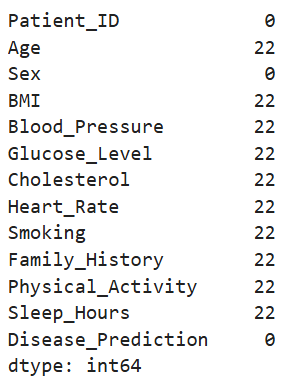 Patient_ID 0
Age 22
Sex 0
BMI 22
Blood_Pressure 22
Glucose_Level 22
Cholesterol 22
Heart_Rate 22
Smoking 22
Family_History 22
Physical_Activity 22
Sleep_Hours 22
Disease_Prediction 0
dtype: int64